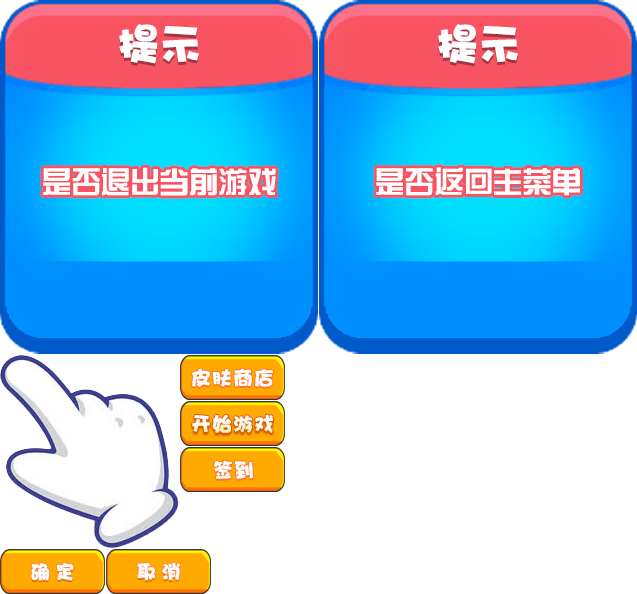 提示
是否退出当前游戏
提示
是否返回主菜单
皮肤商店
开始游戏
签到
确定
取消